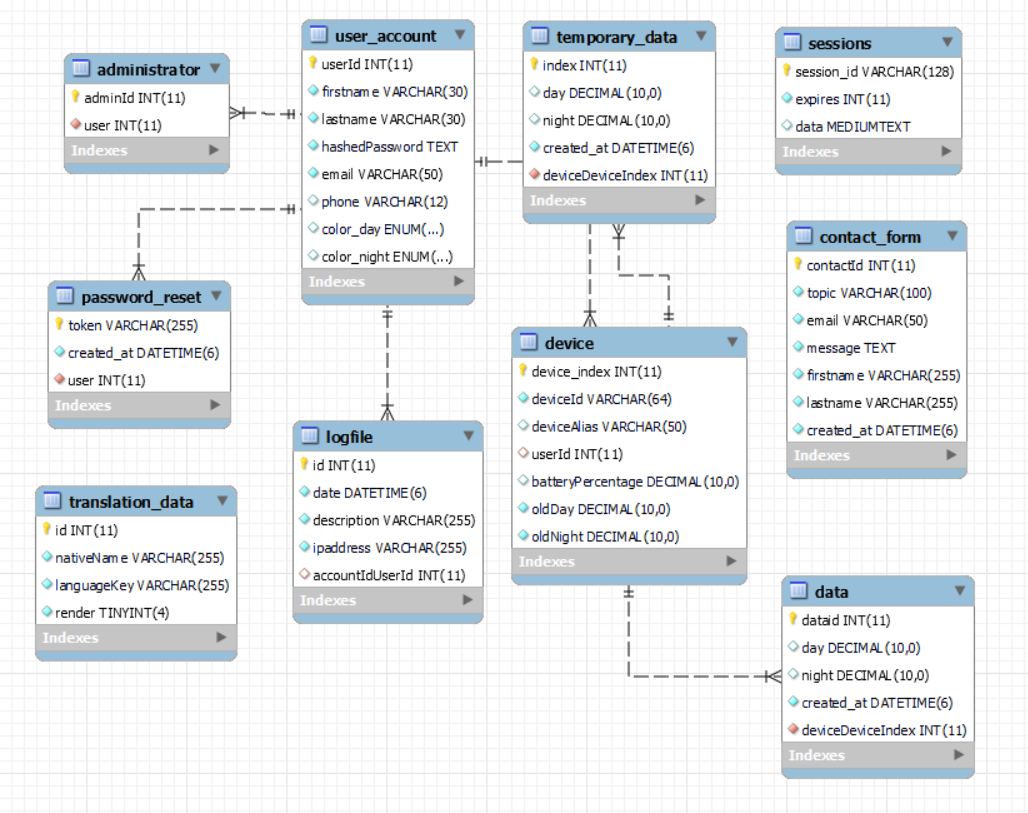 administrator
adminId INT(11)
user INT(11)
Indexes
user_account
userId INT(11)
firstname VARCHAR(30)
lastname VARCHAR(30)
hashedPassword TEXT
email VARCHAR(50)
phone VARCHAR(12)
color_day ENUM(...)
color_night ENUM(...)
Indexes
temporary_data
index INT(11)
day DECIMAL(10,0)
night DECIMAL(10,0)
created_at DATETIME(6)
deviceDeviceIndex INT(11)
Indexes
sessions
session_id VARCHAR(128)
expires INT(11)
data MEDIUMTEXT
Indexes
password_reset
token VARCHAR(255)
created_at DATETIME(6)
user INT(11)
Indexes
logfile
id INT(11)
date DATETIME(6)
description VARCHAR(255)
ipaddress VARCHAR(255)
accountIdUserId INT(11)
Indexes
device
device_index INT(11)
deviceId VARCHAR(64)
deviceAlias VARCHAR(50)
userId INT(11)
batteryPercentage DECIMAL(10,0)
oldDay DECIMAL(10,0)
oldNight DECIMAL(10,0)
Indexes
contact_form
contactId INT(11)
topic VARCHAR(100)
email VARCHAR(50)
message TEXT
firstname VARCHAR(255)
lastname VARCHAR(255)
created_at DATETIME(6)
Indexes
translation_data
id INT(11)
nativeName VARCHAR(255)
languageKey VARCHAR(255)
render TINYINT(4)
Indexes
data
dataid INT(11)
day DECIMAL(10,0)
night DECIMAL(10,0)
created_at DATETIME(6)
deviceDeviceIndex INT(11)
Indexes